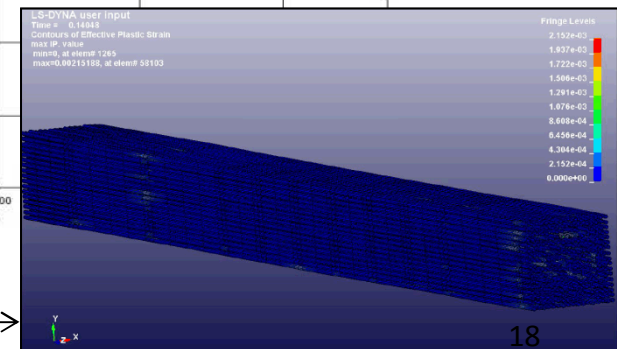 LS-DYNA user input
Time = 0.14948
Contours of Effective Plastic Strain
max IP. value
min=0, at elem# 1265
max=0.00215188, at elem# 58103
Fringe Levels
2.152e-03
1.937e-03
1.722e-03
1.506e-03
1.291e-03
1.076e-03
8.608e-04
6.456e-04
4.304e-04
2.152e-04
0.000e+00
00
Y
Z X
18